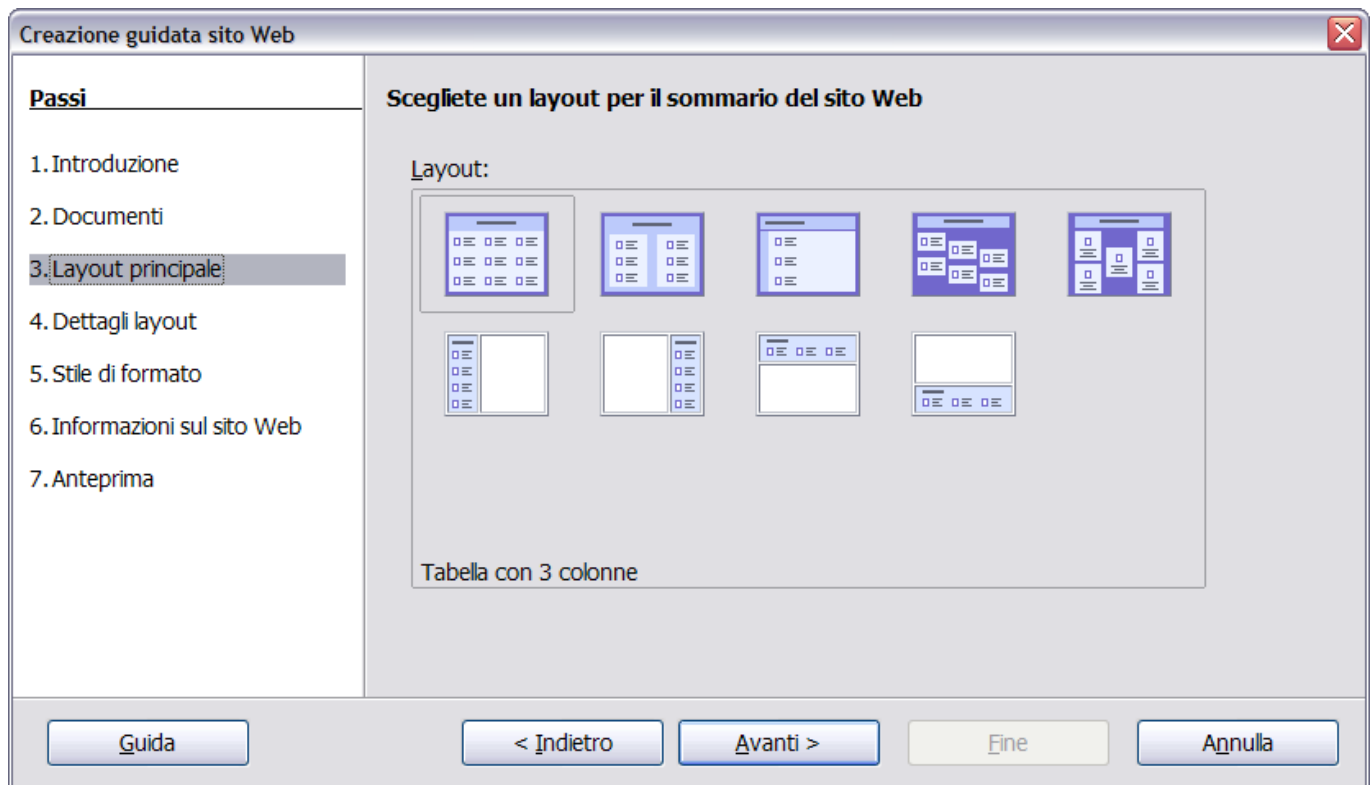 Creazione guidata sito Web
Passi
1. Introduzione
2. Documenti
3. Layout principale
4. Dettagli layout
5. Stile di formato
6. Informazioni sul sito Web
7. Anteprima
Scegliete un layout per il sommario del sito Web
Layout:
Tabella con 3 colonne
Guida
< Indietro
Avanti >
Fine
Annulla